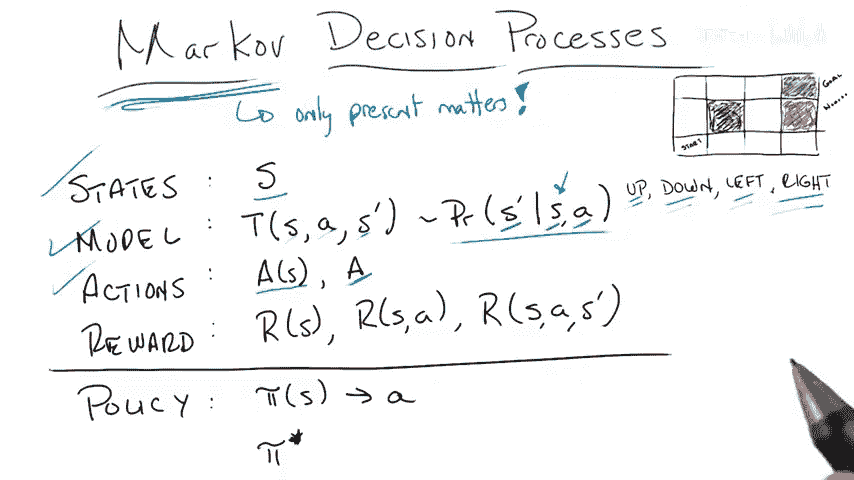 Markov Decision Processes
↳ only present matters!
GOAL
START
STATES : S
MODEL : T(s, a, s') ~ Pr(s' | s, a)
UP, DOWN, LEFT, RIGHT
ACTIONS : A(s), A
REWARD : R(s), R(s,a), R(s,a,s')
POLICY : π(s) → a
π*